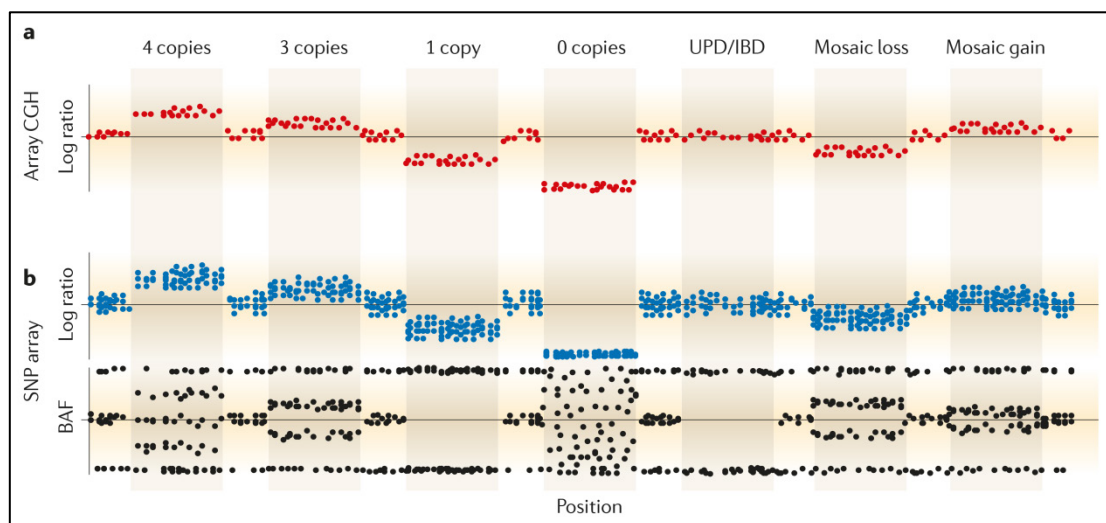 a
4 copies
3 copies
1 copy
0 copies
UPD/IBD
Mosaic loss
Mosaic gain
Array CGH
Log ratio
b
SNP array
Log ratio
BAF
Position